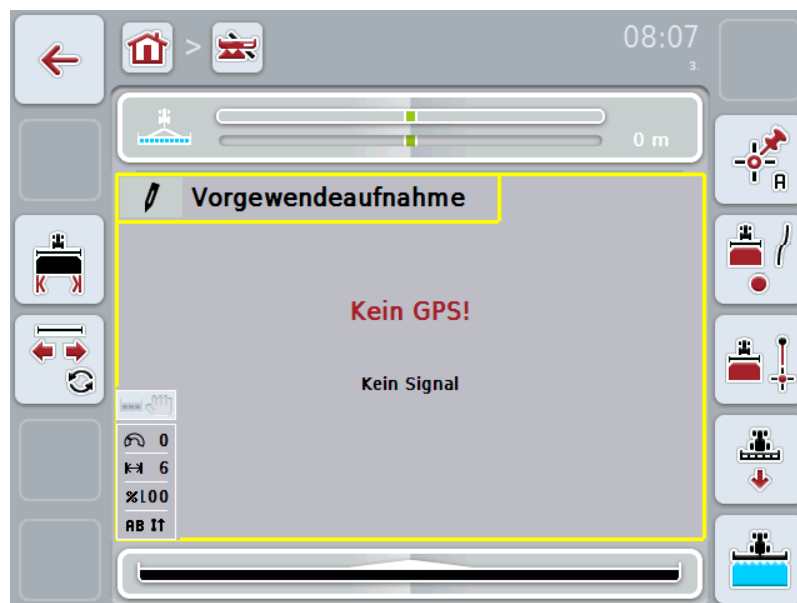 >
08:07
3.
0 m
Vorgewendeaufnahme
A
Kein GPS!
Kein Signal
0
6
%100
AB